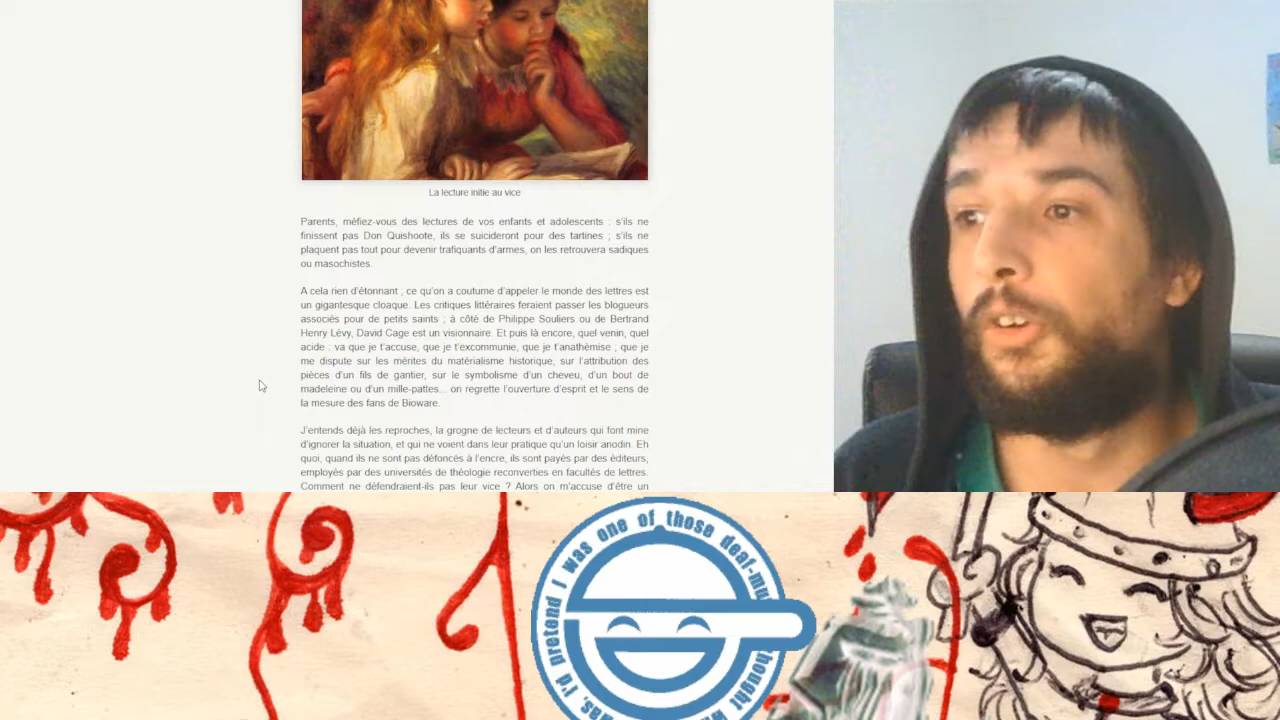 La lecture initie au vice
Parents, méfiez-vous des lectures de vos enfants et adolescents : s'ils ne
finissent pas Don Quishoote, ils se suicideront pour des tartines ; s'ils ne
plaquent pas tout pour devenir trafiquants d'armes, on les retrouvera sadiques
ou masochistes.
A cela rien d'étonnant ; ce qu'on a coutume d'appeler le monde des lettres est
un gigantesque cloaque. Les critiques littéraires feraient passer les blogueurs
associés pour de petits saints ; à côté de Philippe Souliers ou de Bertrand
Henry Lévy, David Cage est un visionnaire. Et puis là encore, quel venin, quel
acide : va que je t'accuse, que je t'excommunie, que je t'anathémise ; que je
me dispute sur les mérites du matérialisme historique, sur l'attribution des
pièces d'un fils de gantier, sur le symbolisme d'un cheveu, d'un bout de
madeleine ou d'un mille-pattes... on regrette l'ouverture d'esprit et le sens de
la mesure des fans de Bioware.
J'entends déjà les reproches, la grogne de lecteurs et d'auteurs qui font mine
d'ignorer la situation, et qui ne voient dans leur pratique qu'un loisir anodin. Eh
quoi, quand ils ne sont pas défoncés à l'encre, ils sont payés par des éditeurs,
employés par des universités de théologie reconverties en facultés de lettres.
Comment ne défendraient-ils pas leur vice ? Alors on m'accuse d'être un
I'd pretend I was one of those deaf-mu